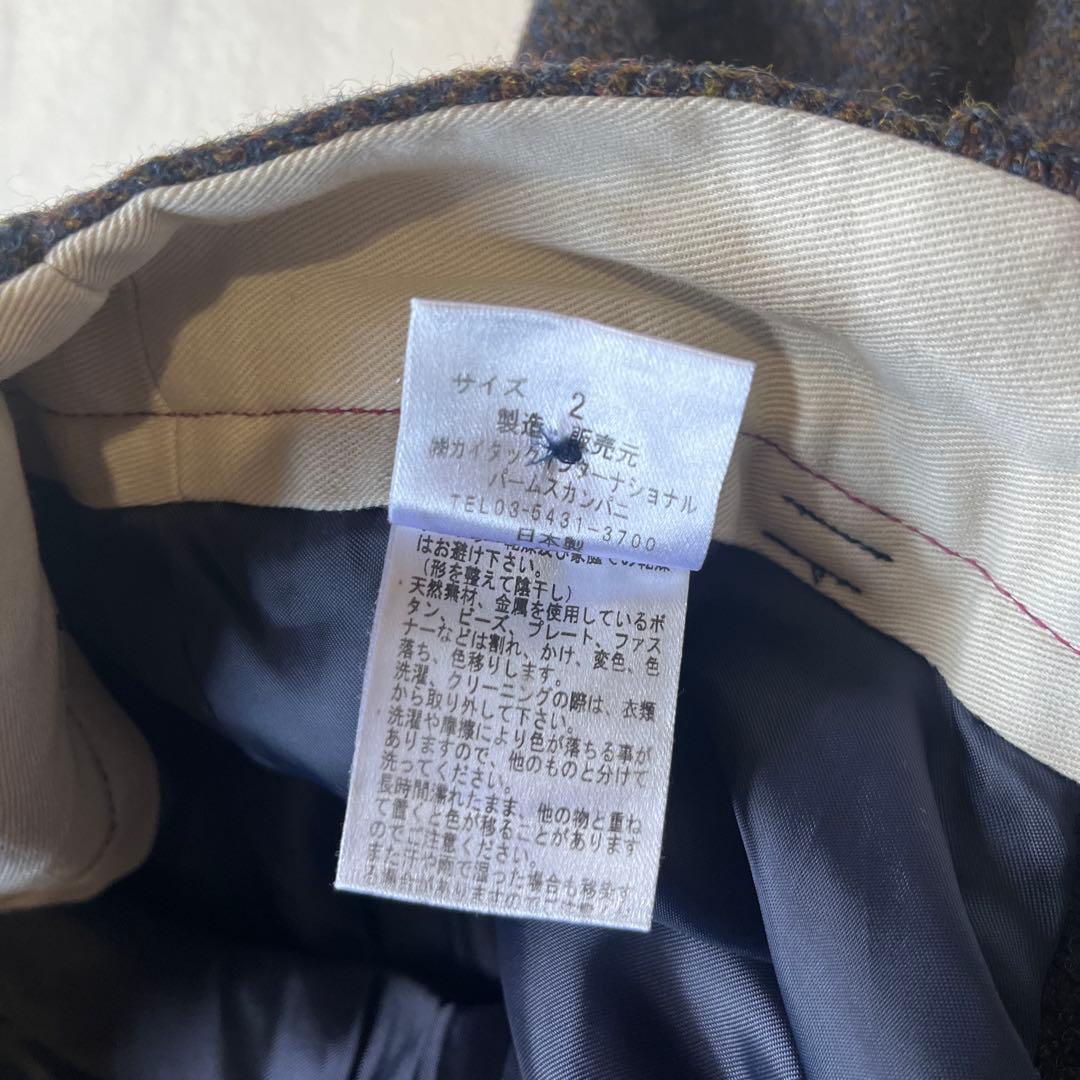 サイズ 2
製造 販売元
㈱カイタックインターナショナル
パームスカンパニ
TEL03-5431-3700
日本製
はお避け下さい。
(形を整えて陰干し)
天然素材、金属を使用しているボ
タン、ビーズ、プレート、ファス
ナーなどは割れ、かけ、変色、色
落ち、色移りします。
洗濯、クリーニングの際は、衣類
から取り外して下さい。
洗濯や摩擦により色が落ちる事が
ありますので、他のものと分けて
洗ってください。
長時間濡れたまま、他の物と重ね
て置くと色が移ることがあります
のでご注意ください。
また汗や雨で湿った場合も移染す